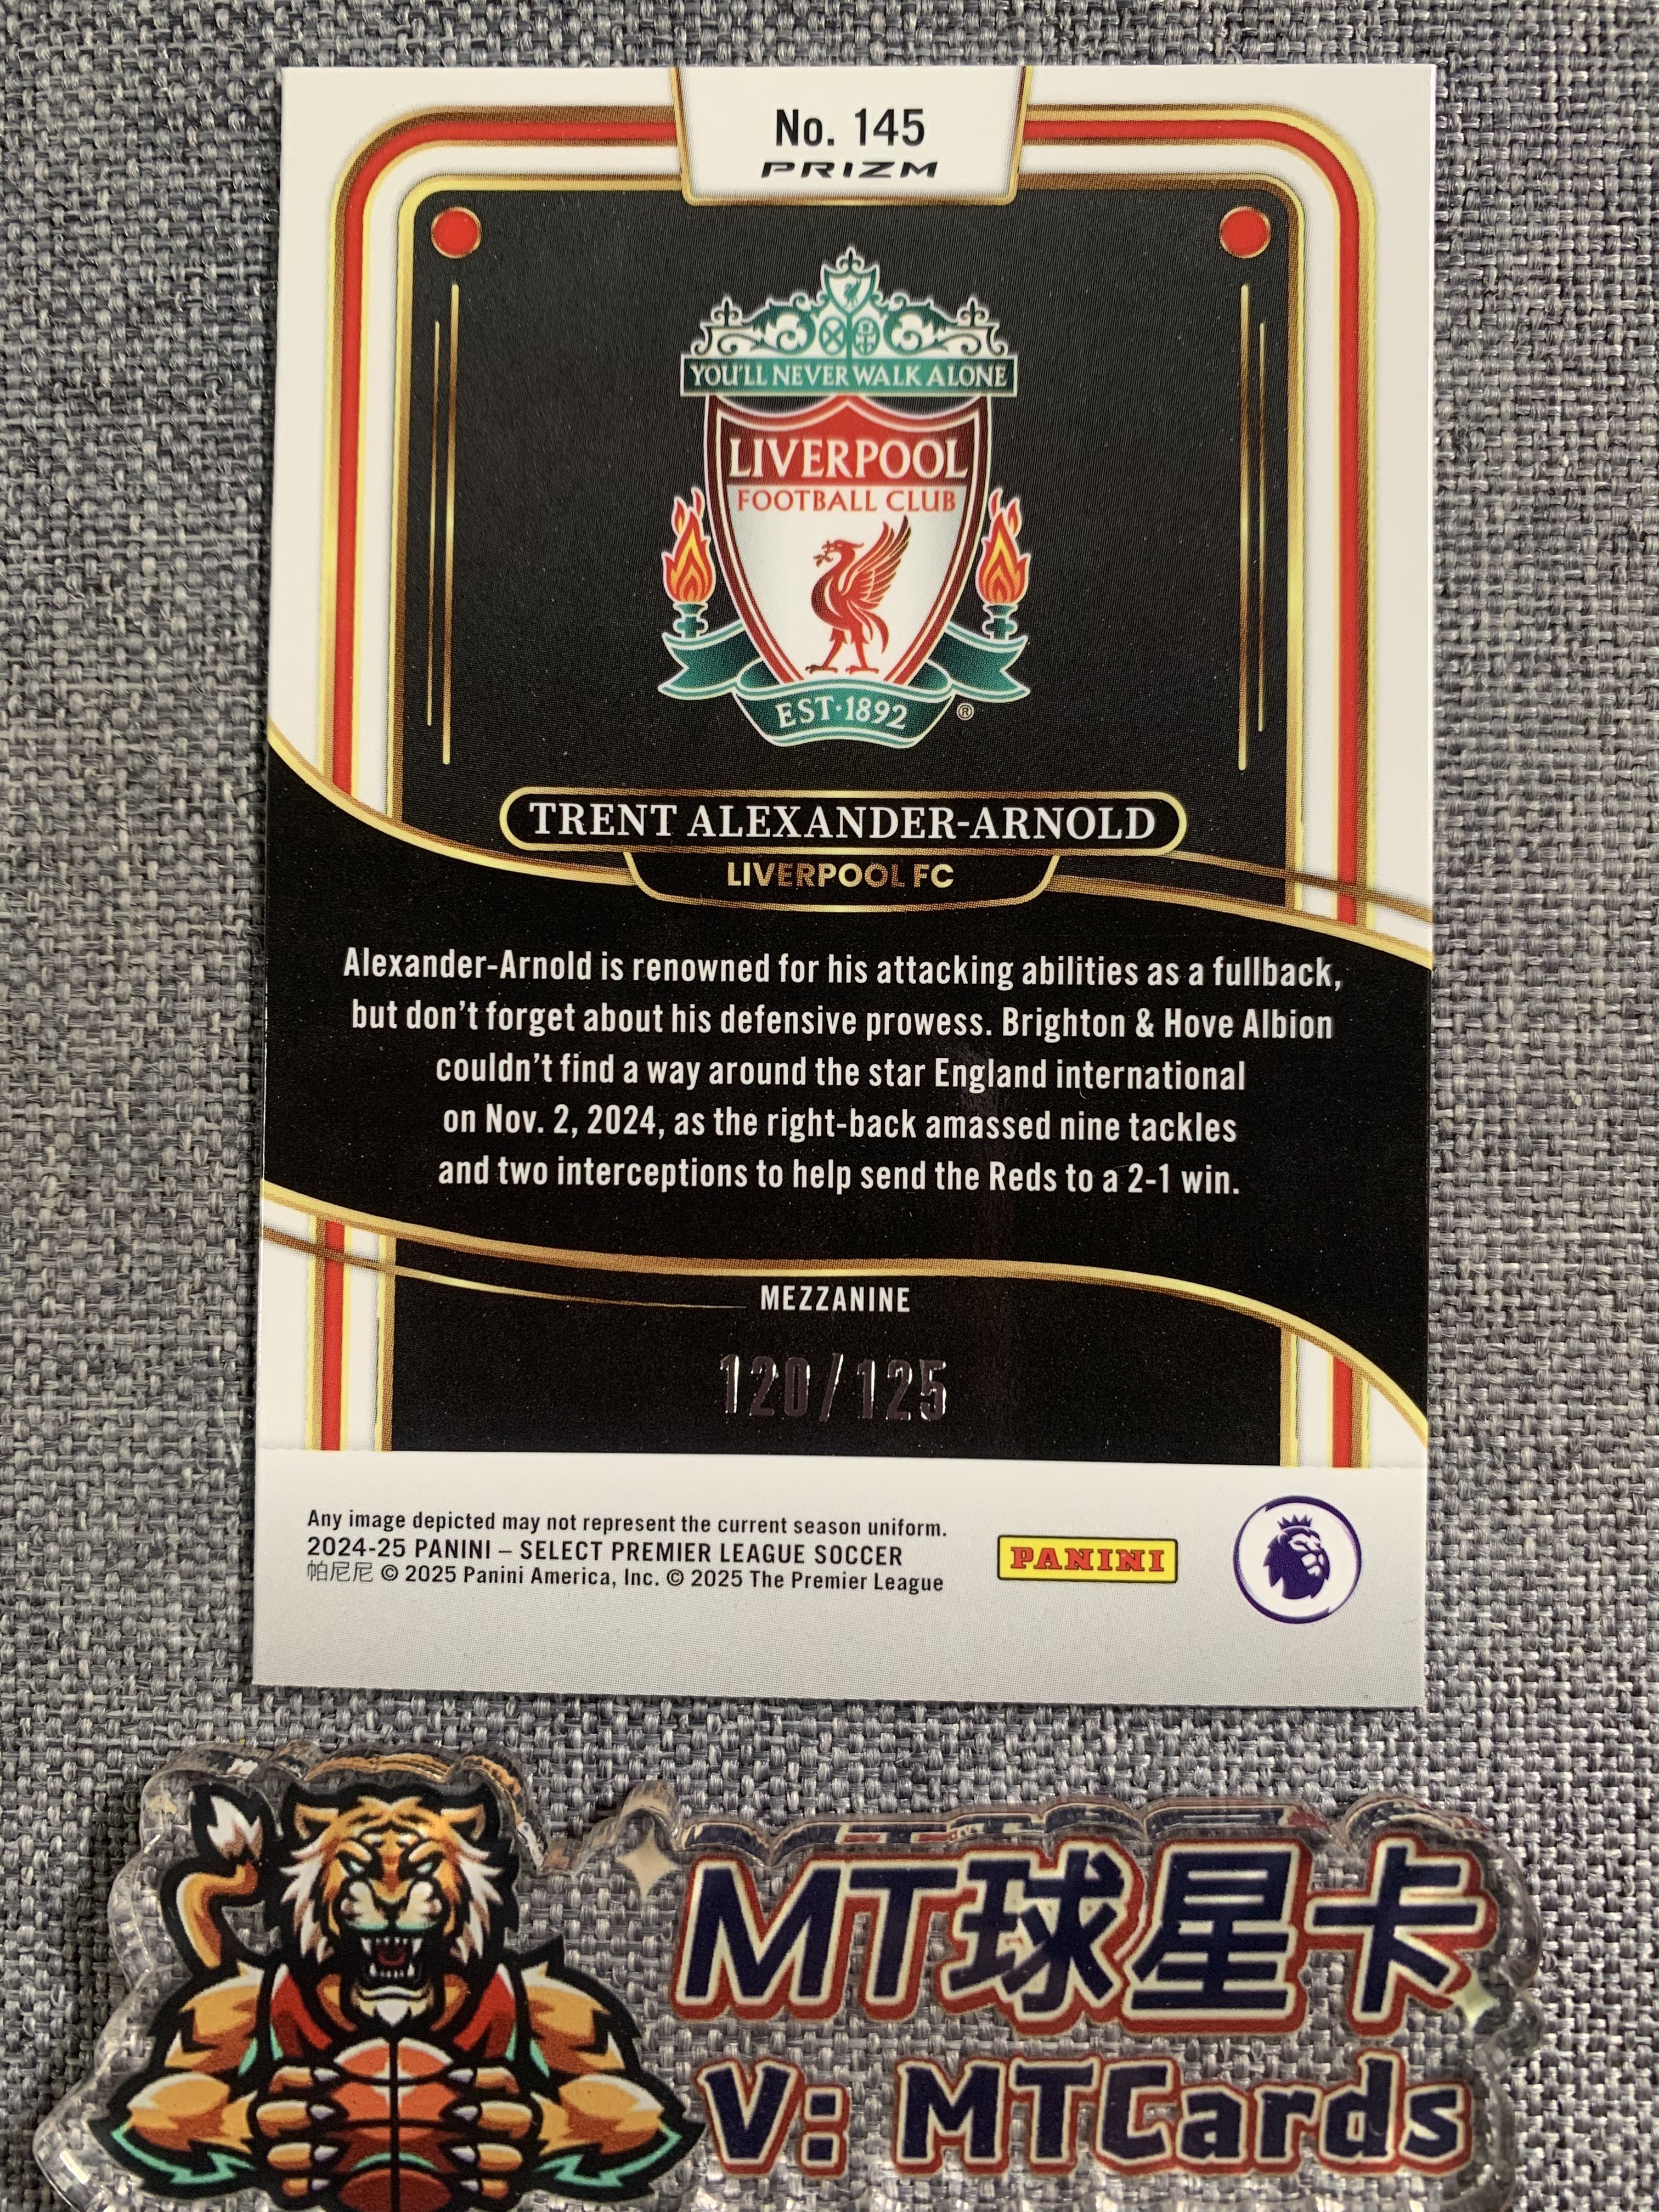 No. 145
PRIZM
YOU'LL NEVER WALK ALONE
LIVERPOOL
FOOTBALL CLUB
EST·1892
®
TRENT ALEXANDER-ARNOLD
LIVERPOOL FC
Alexander-Arnold is renowned for his attacking abilities as a fullback,
but don't forget about his defensive prowess. Brighton & Hove Albion
couldn't find a way around the star England international
on Nov. 2, 2024, as the right-back amassed nine tackles
and two interceptions to help send the Reds to a 2-1 win.
MEZZANINE
120/125
Any image depicted may not represent the current season uniform.
2024-25 PANINI – SELECT PREMIER LEAGUE SOCCER
帕尼尼 © 2025 Panini America, Inc. © 2025 The Premier League
PANINI
MT球星卡
V: MTCards